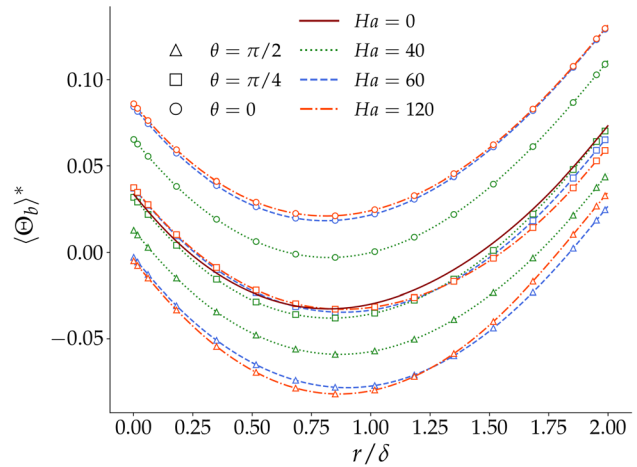 Ha = 0
θ = π/2
Ha = 40
θ = π/4
Ha = 60
θ = 0
Ha = 120
0.10
0.05
0.00
−0.05
⟨Θb⟩*
0.00 0.25 0.50 0.75 1.00 1.25 1.50 1.75 2.00
r/δ